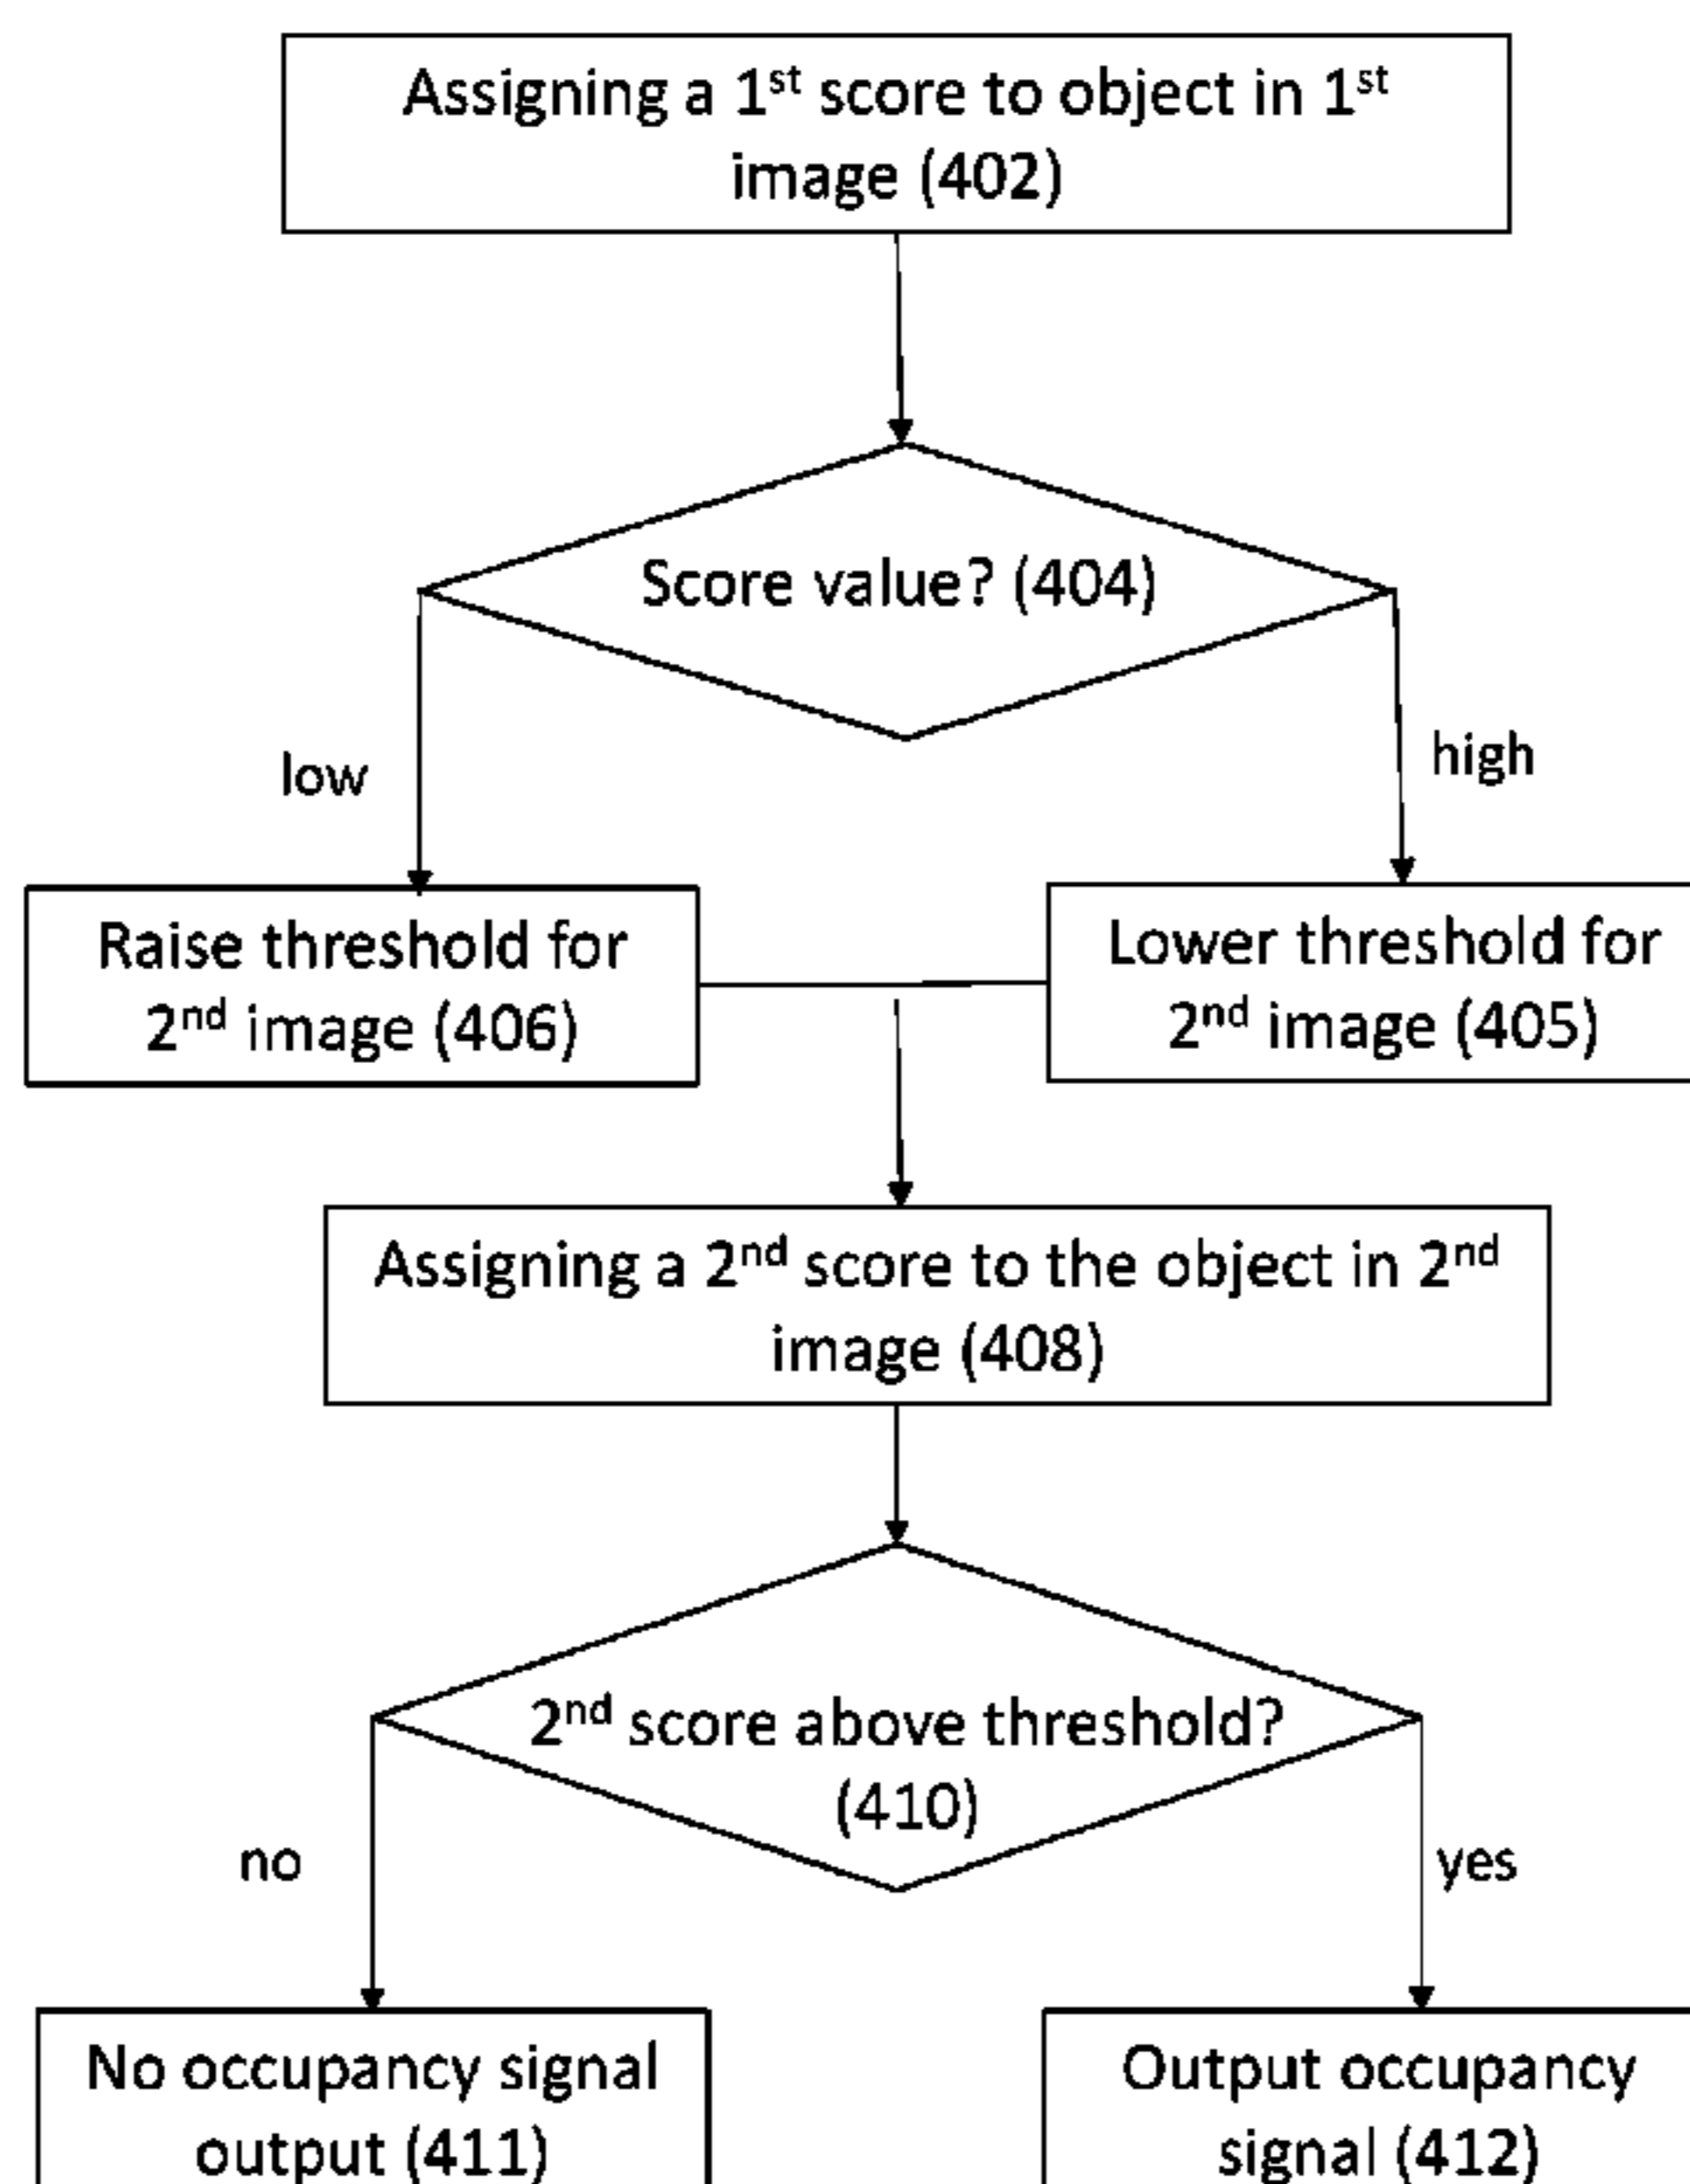 Assigning a 1st score to object in 1st
image (402)
Score value? (404)
low
high
Raise threshold for
2nd image (406)
Lower threshold for
2nd image (405)
Assigning a 2nd score to the object in 2nd
image (408)
2nd score above threshold?
(410)
no
yes
No occupancy signal
output (411)
Output occupancy
signal (412)